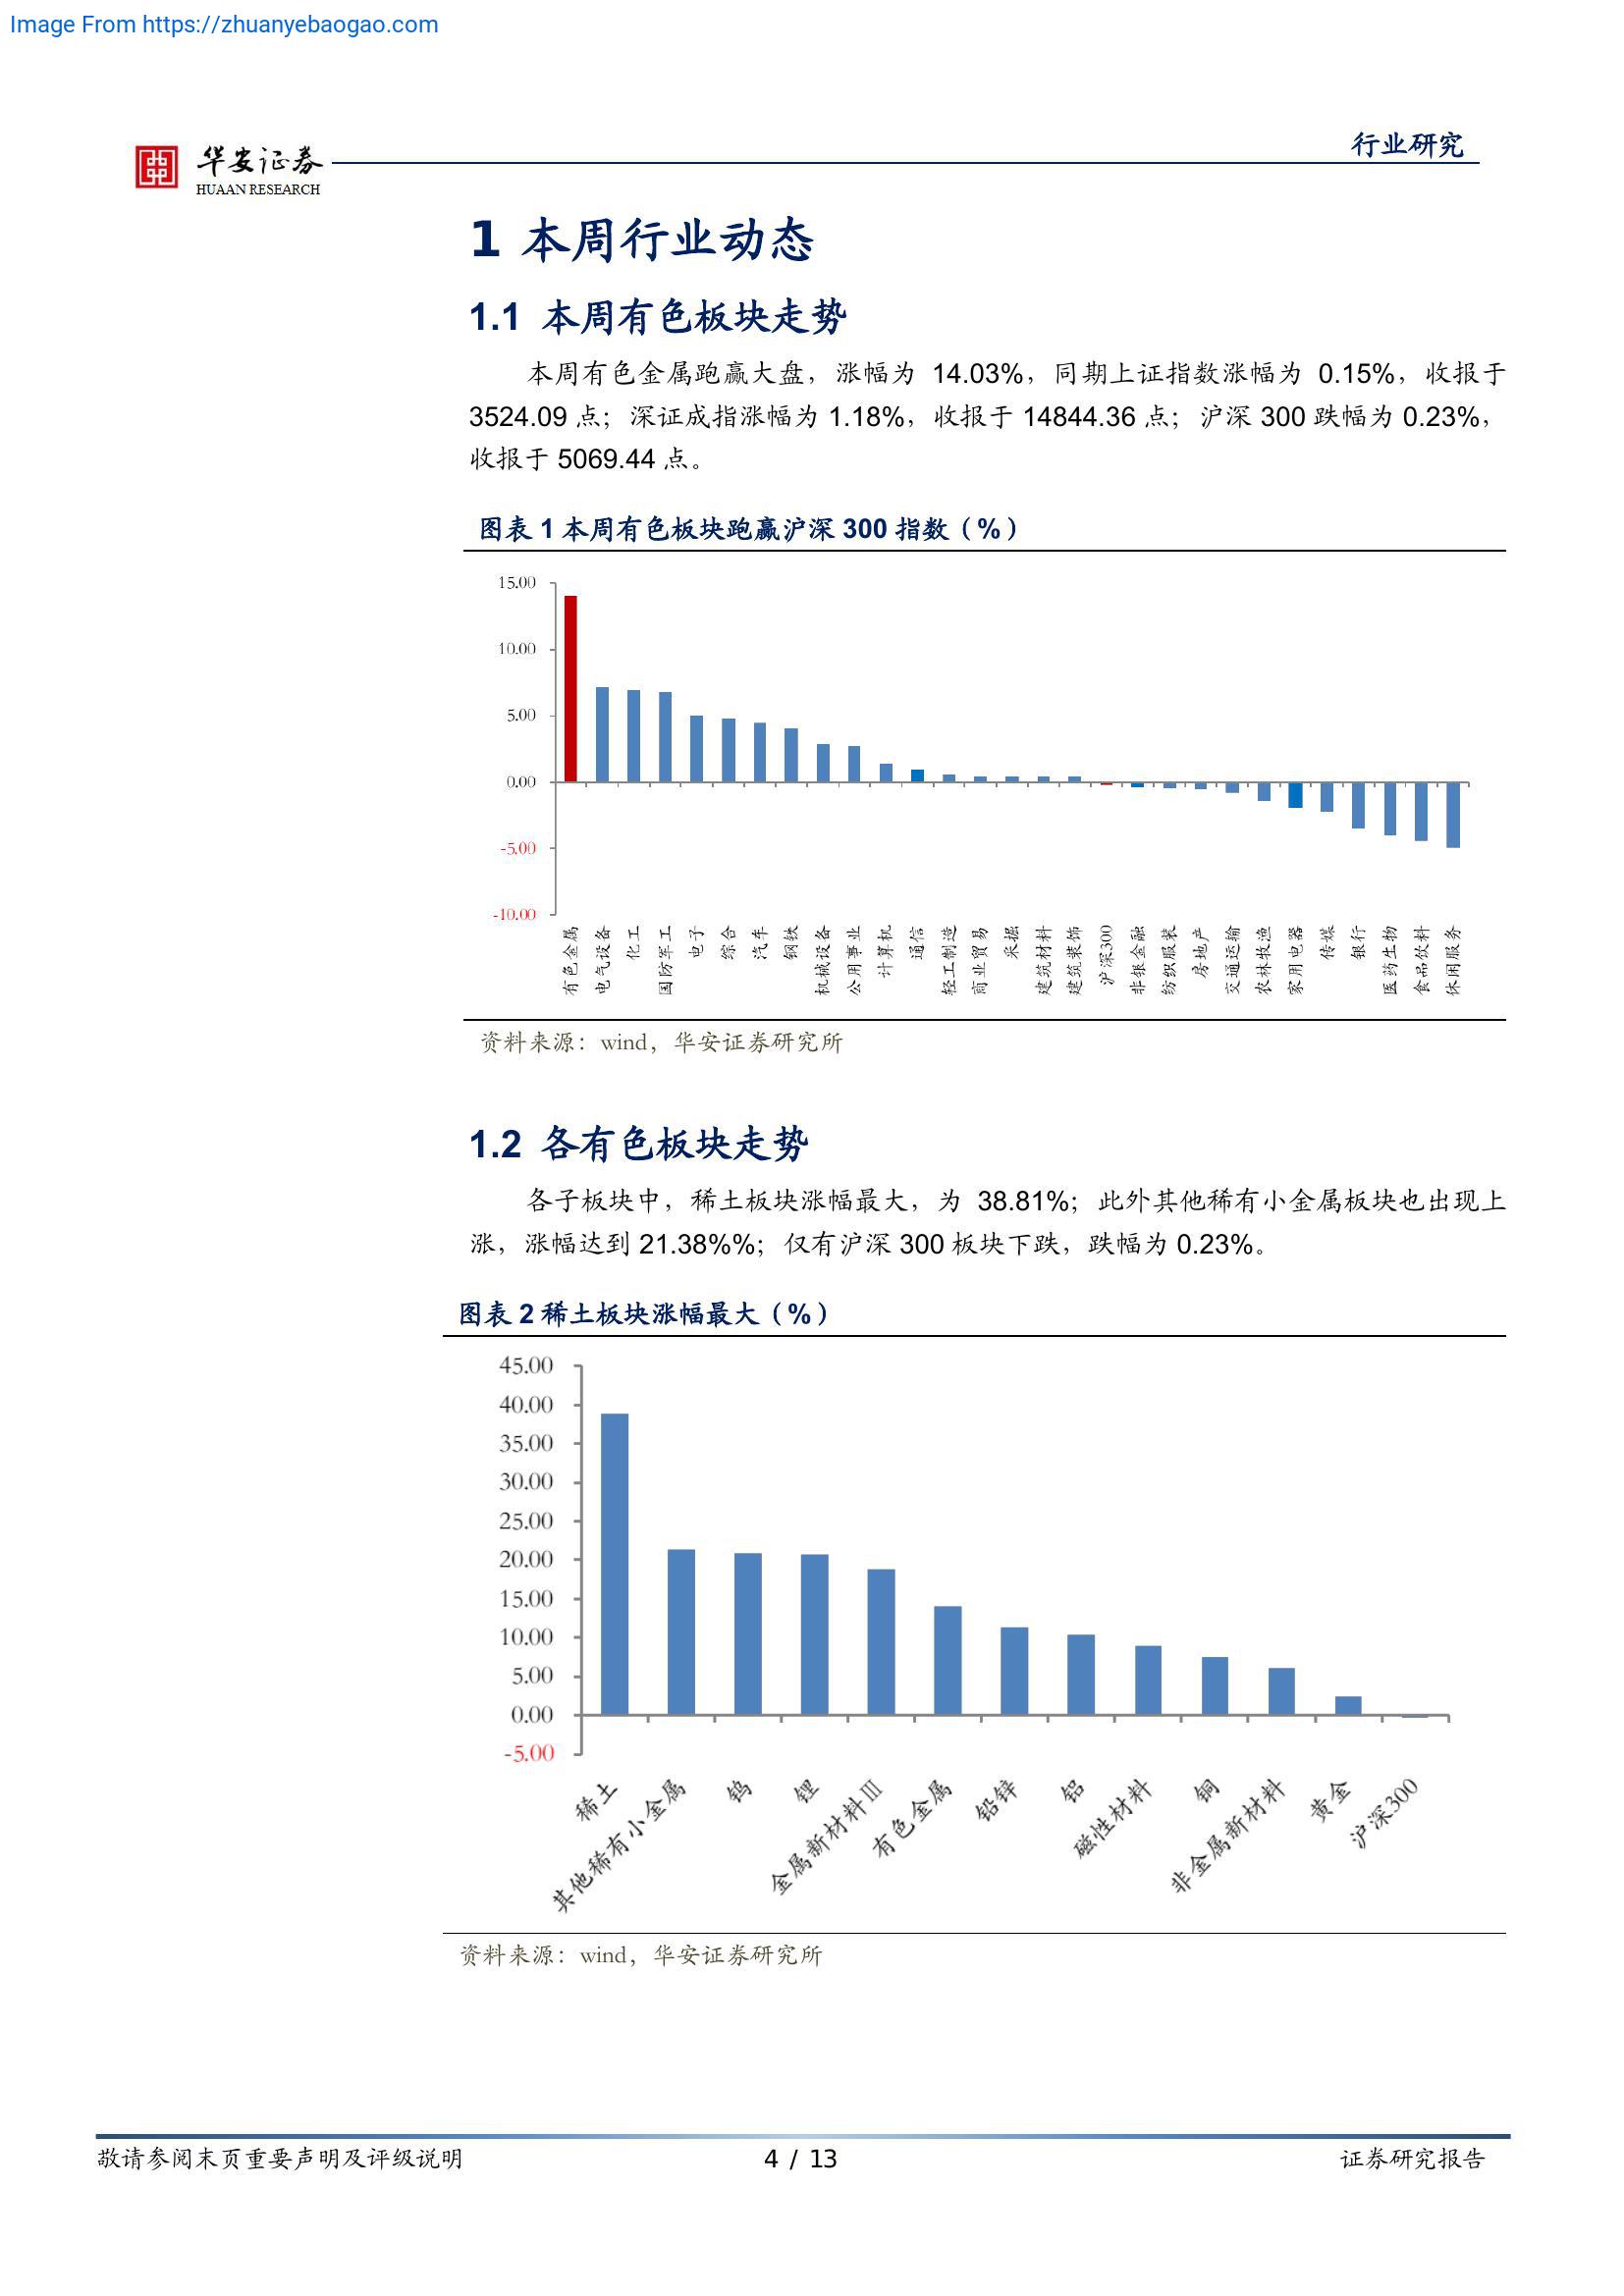 Image From https://zhuanyebaogao.com
华安证券
HUAAN RESEARCH
行业研究
1 本周行业动态
1.1 本周有色板块走势
本周有色金属跑赢大盘，涨幅为 14.03%，同期上证指数涨幅为 0.15%，收报于
3524.09 点；深证成指涨幅为 1.18%，收报于 14844.36 点；沪深 300 跌幅为 0.23%，
收报于 5069.44 点。
图表 1 本周有色板块跑赢沪深 300 指数（%）
15.00
10.00
5.00
0.00
-5.00
-10.00
有色金属
电气设备
化工
国防军工
电子
综合
汽车
钢铁
机械设备
公用事业
计算机
通信
轻工制造
商业贸易
采掘
建筑材料
建筑装饰
沪深300
非银金融
纺织服装
房地产
交通运输
农林牧渔
家用电器
传媒
银行
医药生物
食品饮料
休闲服务
资料来源：wind，华安证券研究所
1.2 各有色板块走势
各子板块中，稀土板块涨幅最大，为 38.81%；此外其他稀有小金属板块也出现上
涨，涨幅达到 21.38%%；仅有沪深 300 板块下跌，跌幅为 0.23%。
图表 2 稀土板块涨幅最大（%）
45.00
40.00
35.00
30.00
25.00
20.00
15.00
10.00
5.00
0.00
-5.00
稀土
其他稀有小金属
钨
锂
金属新材料Ⅲ
有色金属
铅锌
铝
磁性材料
铜
非金属新材料
黄金
沪深300
资料来源：wind，华安证券研究所
敬请参阅末页重要声明及评级说明
4 / 13
证券研究报告